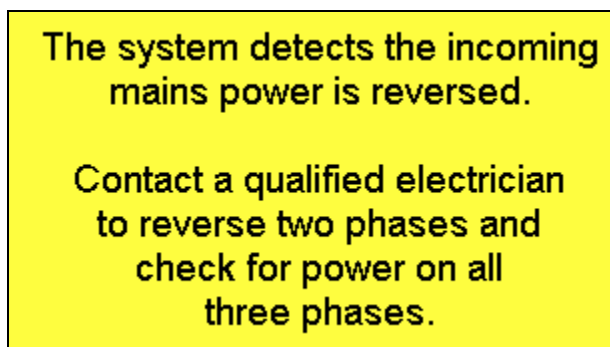 The system detects the incoming
mains power is reversed.
Contact a qualified electrician
to reverse two phases and
check for power on all
three phases.